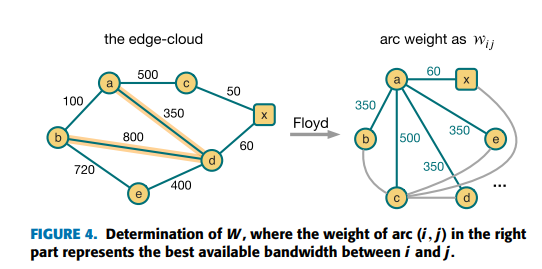 the edge-cloud
arc weight as w_ij
a
500
c
100
350
50
x
b
800
d
60
720
400
e
Floyd
a
60
x
350
b
500
350
e
350
c
d
...
FIGURE 4. Determination of W, where the weight of arc (i, j) in the right
part represents the best available bandwidth between i and j.